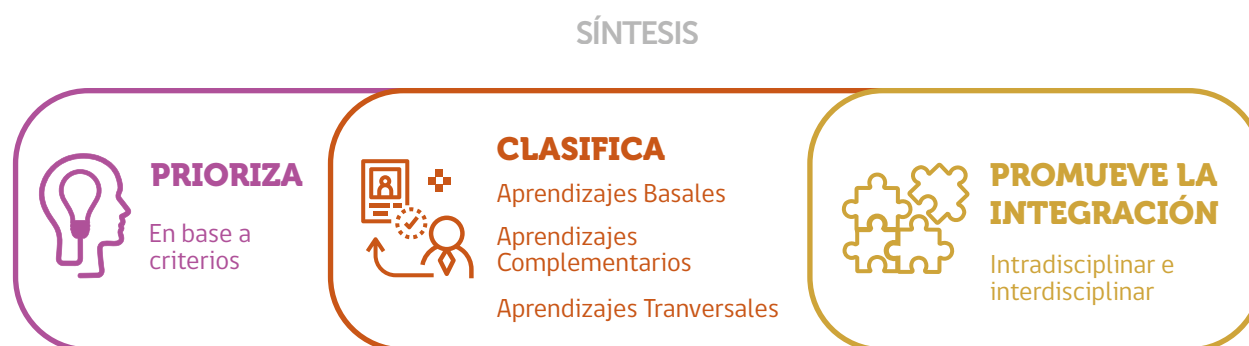 SÍNTESIS
PRIORIZA
En base a
criterios
CLASIFICA
Aprendizajes Basales
Aprendizajes
Complementarios
Aprendizajes Tranversales
PROMUEVE LA
INTEGRACIÓN
Intradisciplinar e
interdisciplinar